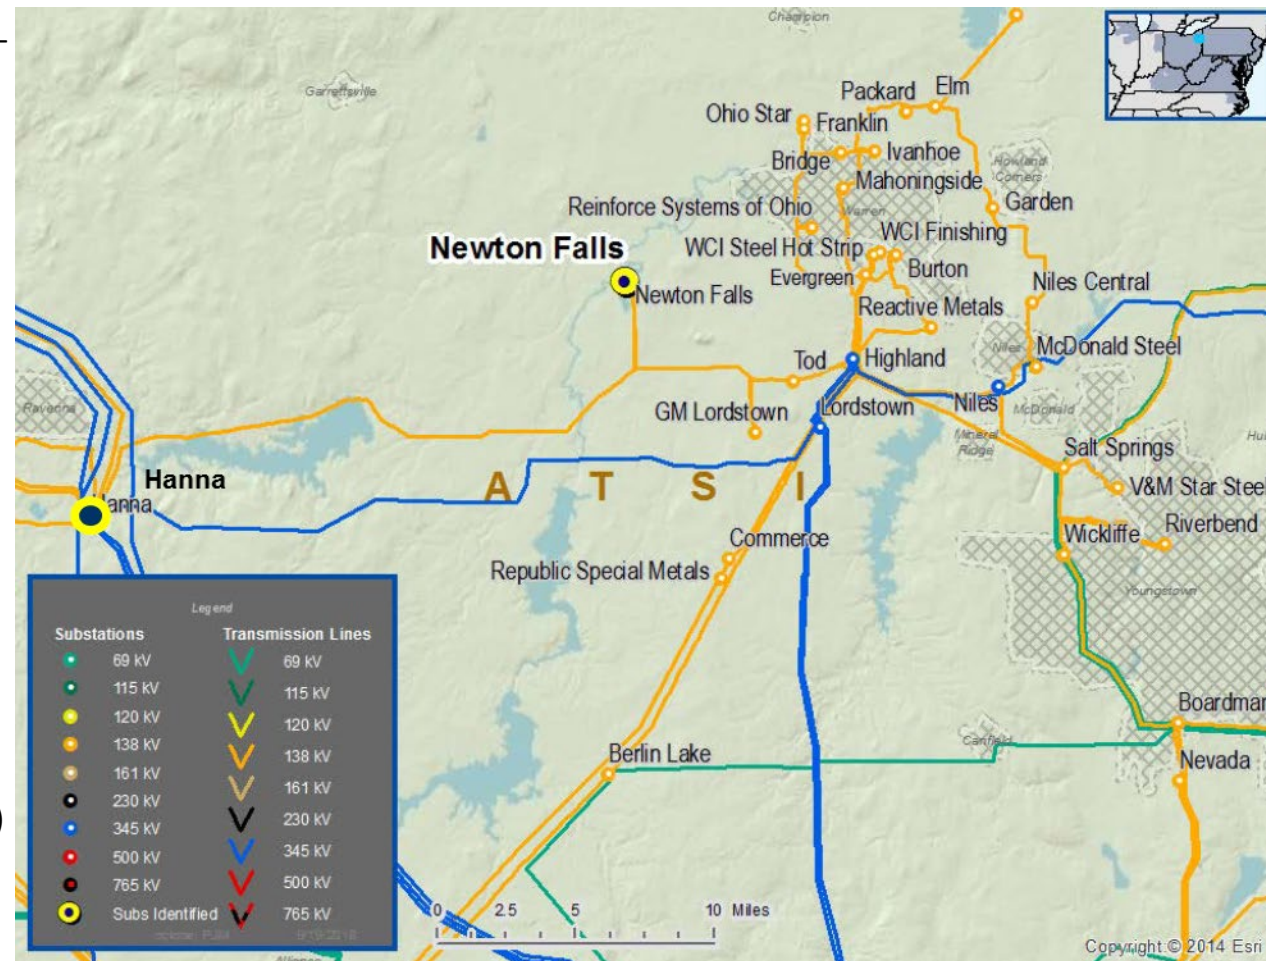 Champion
Garrettsville
Packard
Elm
Ohio Star
Franklin
Bridge
Ivanhoe
Howland
Corners
Mahoningside
Reinforce Systems of Ohio
Warren
Garden
Newton Falls
WCI Steel Hot Strip
WCI Finishing
Evergreen
Burton
Newton Falls
Niles Central
Reactive Metals
Niles
McDonald Steel
Tod
Highland
Ravenna
GM Lordstown
Lordstown
Niles
McDonald
Mineral
Ridge
Salt Springs
Hanna
A T S I
anna
V&M Star Steel
Commerce
Wickliffe
Riverbend
Republic Special Metals
Youngstown
Legend
Substations
Transmission Lines
69 kV
69 kV
115 kV
115 kV
120 kV
120 kV
138 kV
138 kV
161 kV
161 kV
230 kV
230 kV
345 kV
345 kV
500 kV
500 kV
765 kV
765 kV
Subs Identified
Boardman
Canfield
Nevada
Berlin Lake
0 2.5 5 10 Miles
Copyright:© 2014 Esri
Alliance
)